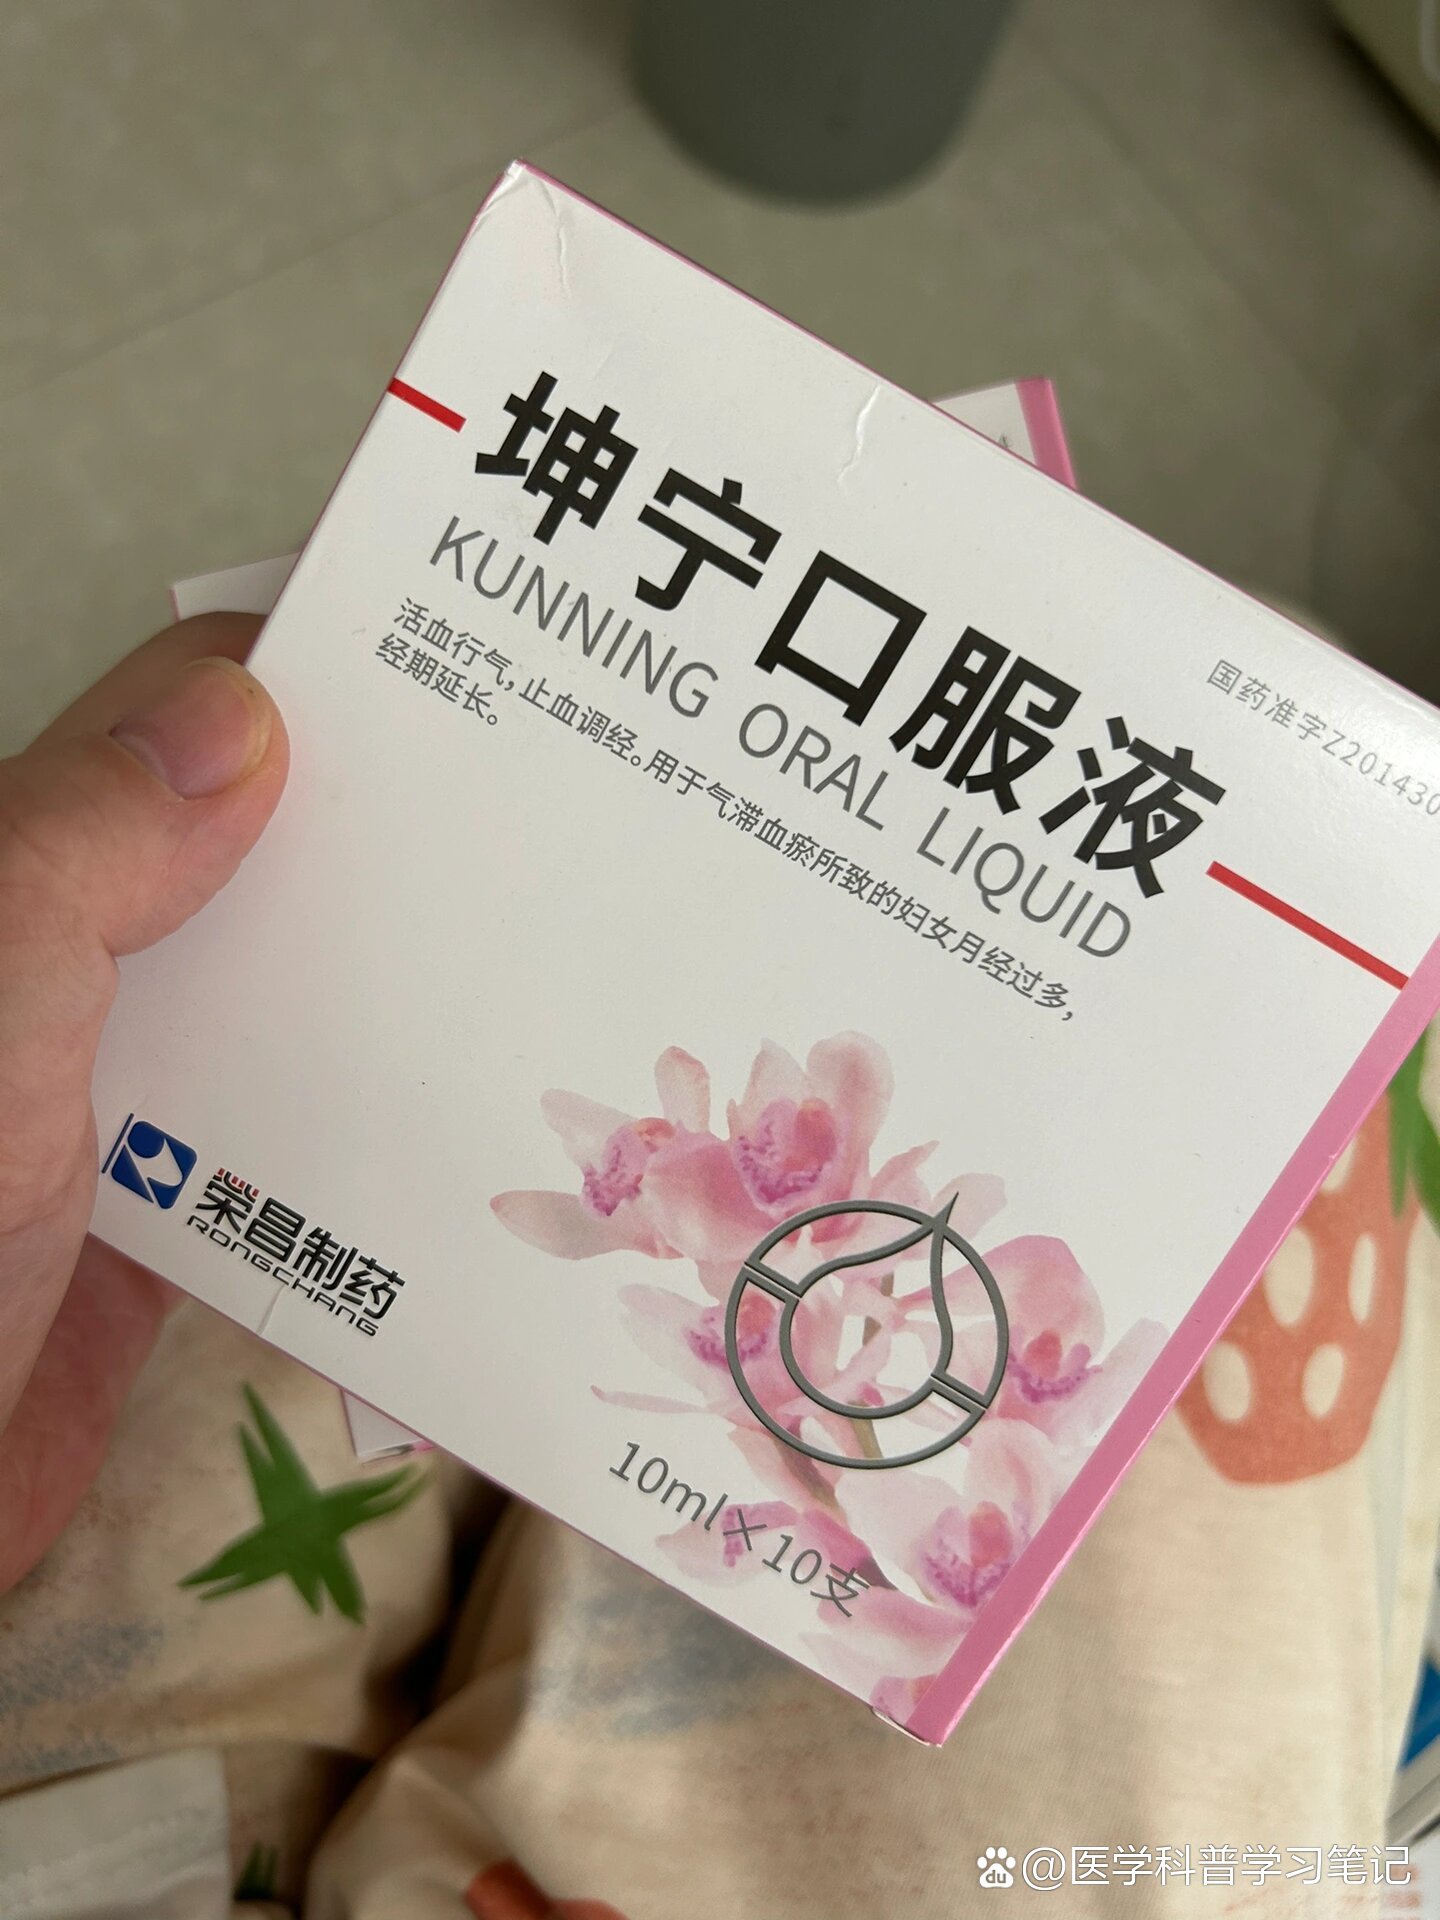 国药准字Z201430
坤宁口服液
KUNNING ORAL LIQUID
活血行气，止血调经。用于气滞血瘀所致的妇女月经过多，
经期延长。
荣昌制药
RONGCHANG
10ml×10支
du @医学科普学习笔记